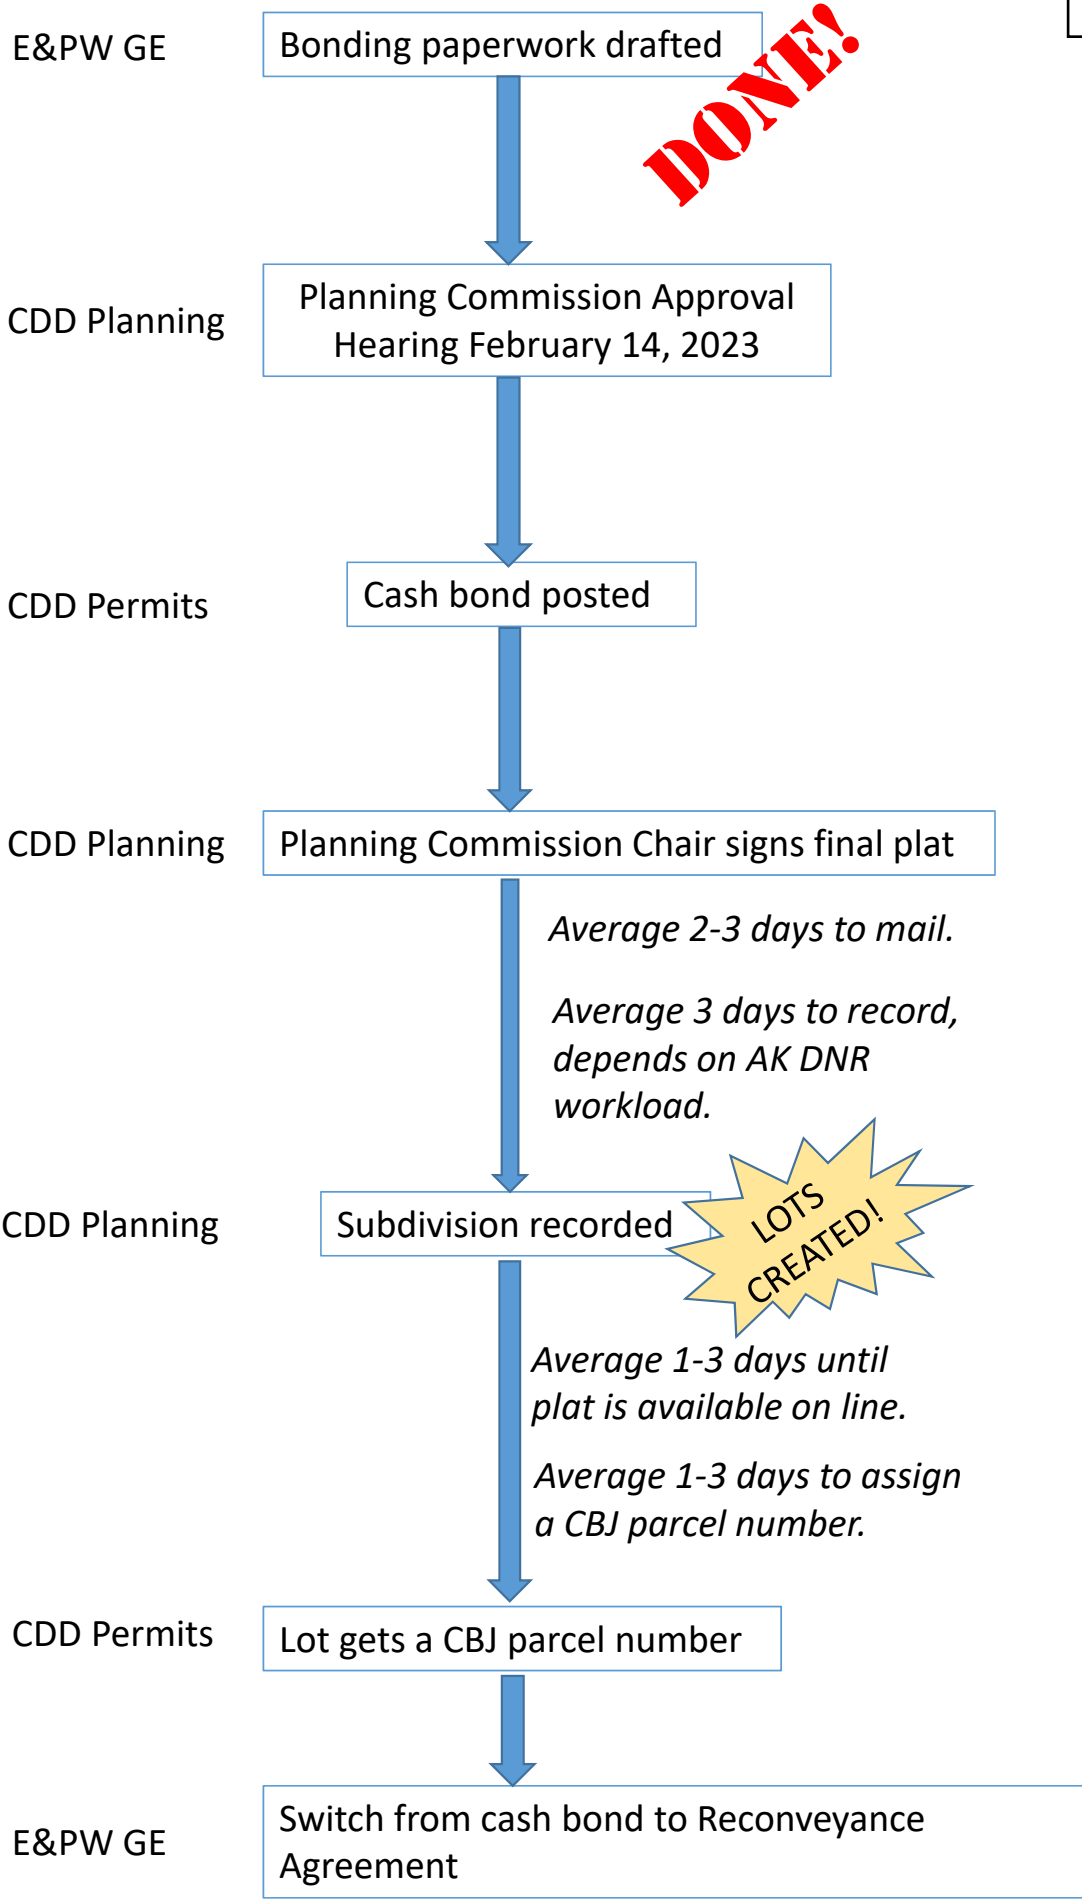 E&PW GE
Bonding paperwork drafted
DONE!
CDD Planning
Planning Commission Approval
Hearing February 14, 2023
CDD Permits
Cash bond posted
CDD Planning
Planning Commission Chair signs final plat
Average 2-3 days to mail.
Average 3 days to record,
depends on AK DNR
workload.
CDD Planning
Subdivision recorded
LOTS
CREATED!
Average 1-3 days until
plat is available on line.
Average 1-3 days to assign
a CBJ parcel number.
CDD Permits
Lot gets a CBJ parcel number
E&PW GE
Switch from cash bond to Reconveyance
Agreement